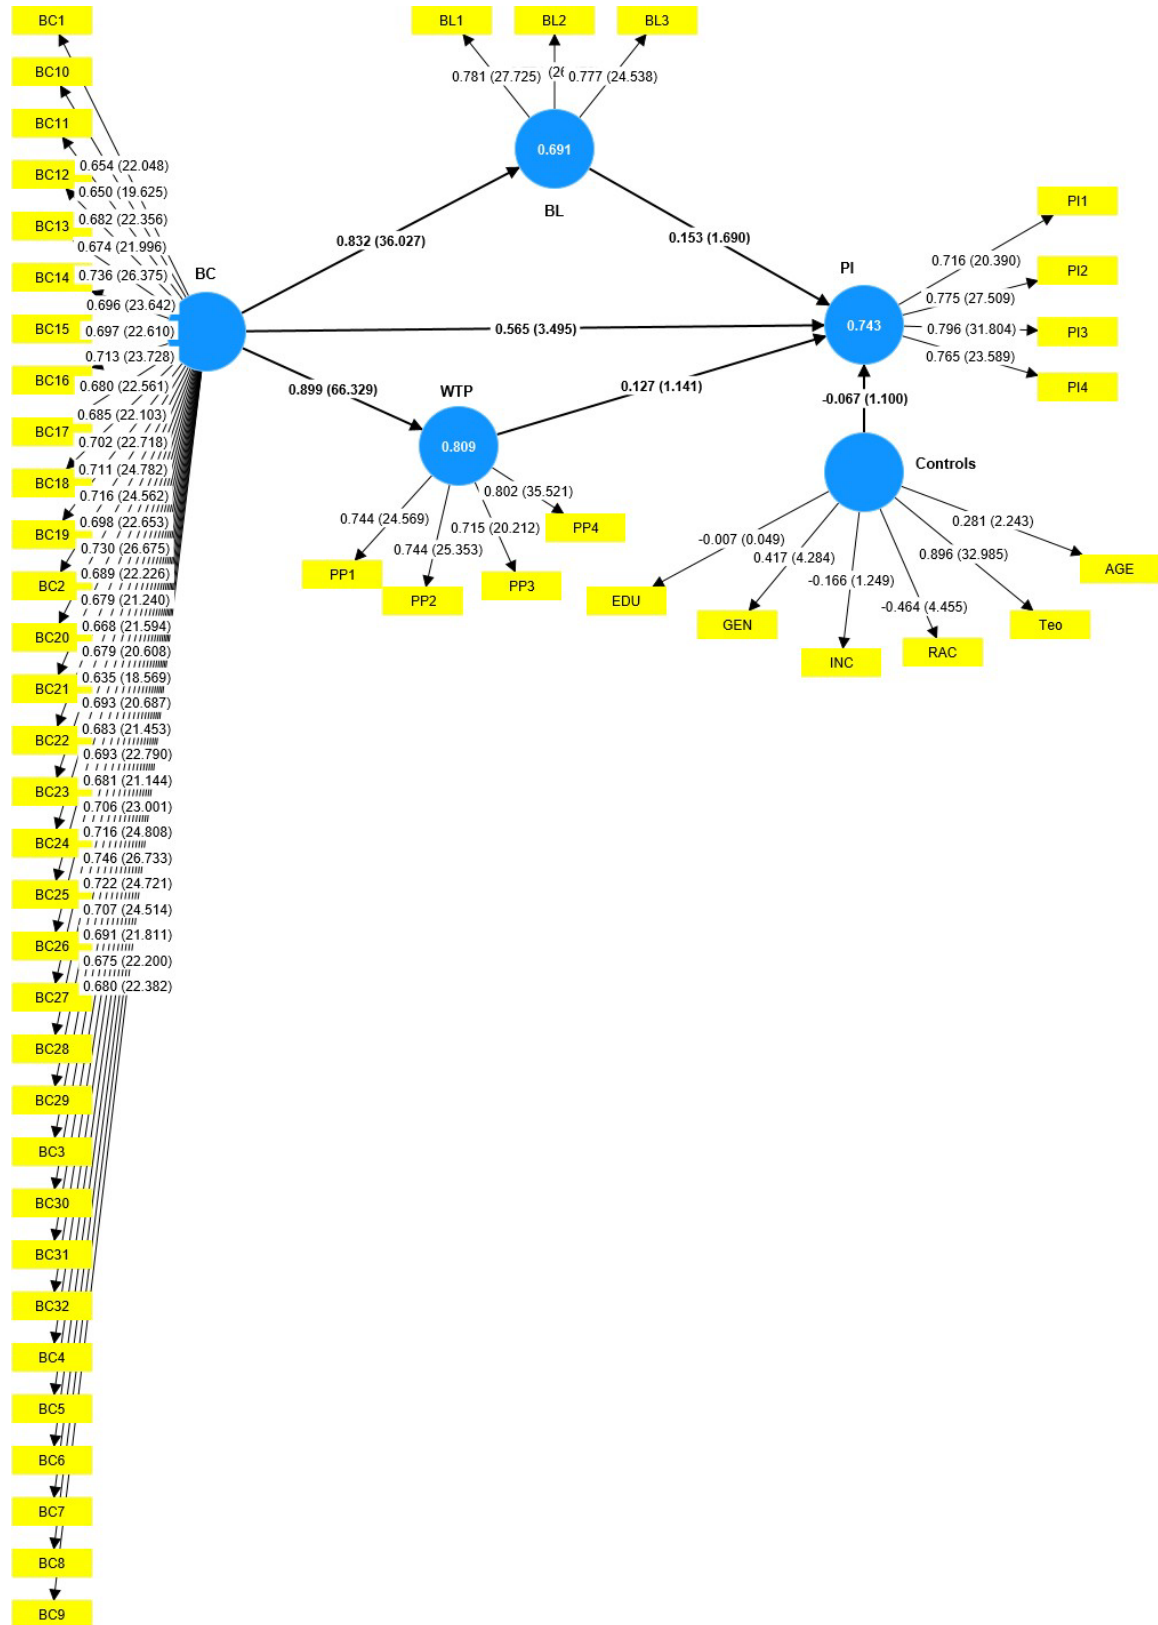 BC1
BC10
BC11
BC12
BC13
BC14
BC15
BC16
BC17
BC18
BC19
BC2
BC20
BC21
BC22
BC23
BC24
BC25
BC26
BC27
BC28
BC29
BC3
BC30
BC31
BC32
BC4
BC5
BC6
BC7
BC8
BC9
0.654 (22.048)
0.650 (19.625)
0.682 (22.356)
0.674 (21.996)
0.736 (26.375)
0.696 (23.642)
0.697 (22.610)
0.713 (23.728)
0.680 (22.561)
0.685 (22.103)
0.702 (22.718)
0.711 (24.782)
0.716 (24.562)
0.698 (22.653)
0.730 (26.675)
0.689 (22.226)
0.679 (21.240)
0.668 (21.594)
0.679 (20.608)
0.635 (18.569)
0.693 (20.687)
0.683 (21.453)
0.693 (22.790)
0.681 (21.144)
0.706 (23.001)
0.716 (24.808)
0.746 (26.733)
0.722 (24.721)
0.707 (24.514)
0.691 (21.811)
0.675 (22.200)
0.680 (22.382)
BC
BL1
BL2
BL3
0.781 (27.725)
(2
0.777 (24.538)
0.691
BL
0.832 (36.027)
0.153 (1.690)
0.565 (3.495)
0.899 (66.329)
0.127 (1.141)
WTP
0.809
0.744 (24.569)
0.744 (25.353)
0.715 (20.212)
0.802 (35.521)
PP1
PP2
PP3
PP4
PI
0.743
0.716 (20.390)
0.775 (27.509)
0.796 (31.804)
0.765 (23.589)
PI1
PI2
PI3
PI4
-0.067 (1.100)
Controls
-0.007 (0.049)
0.417 (4.284)
-0.166 (1.249)
-0.464 (4.455)
0.896 (32.985)
0.281 (2.243)
EDU
GEN
INC
RAC
Teo
AGE